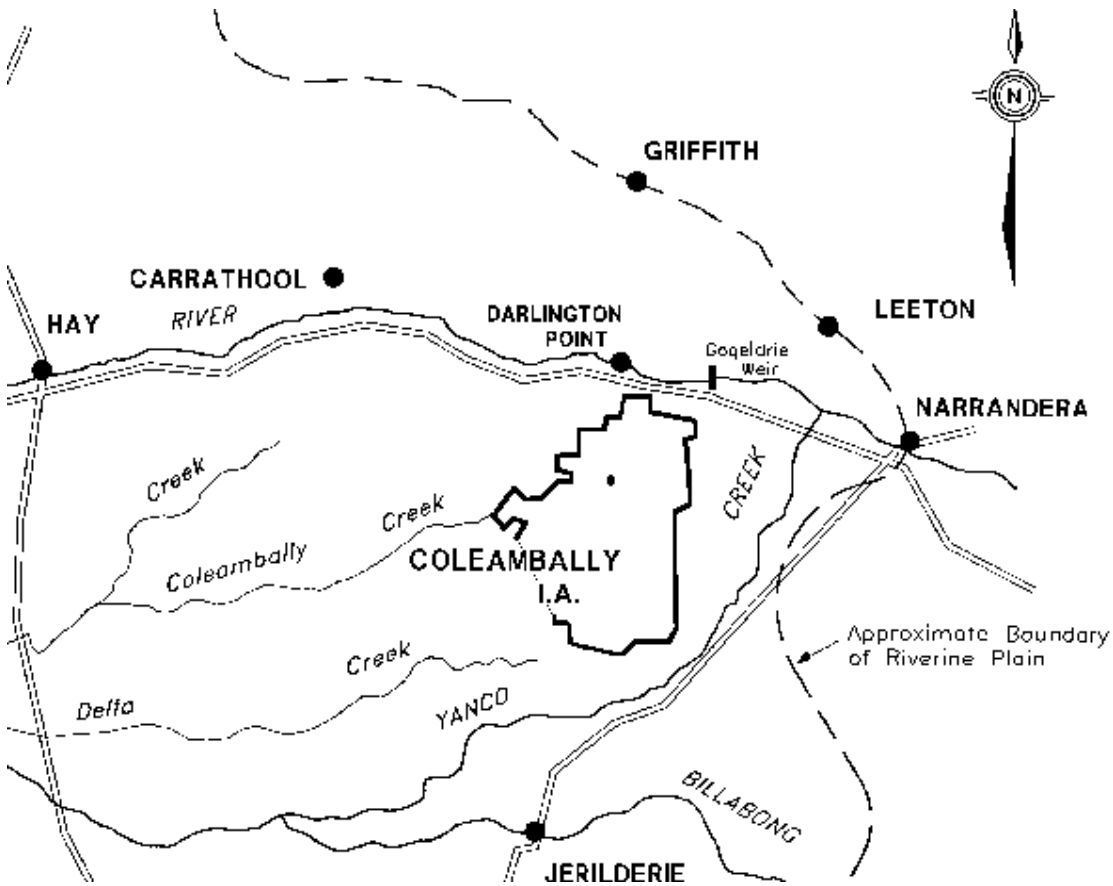 N
GRIFFITH
CARRATHOOL
RIVER
HAY
DARLINGTON
POINT
LEETON
Gogelarie
Weir
NARRANDERA
Creek
Creek
CREEK
Coleambally
COLEAMBALLY
I.A.
Approximate Boundary
of Riverine Plain
Creek
Delta
YANCO
BILLABONG
JERILDERIE